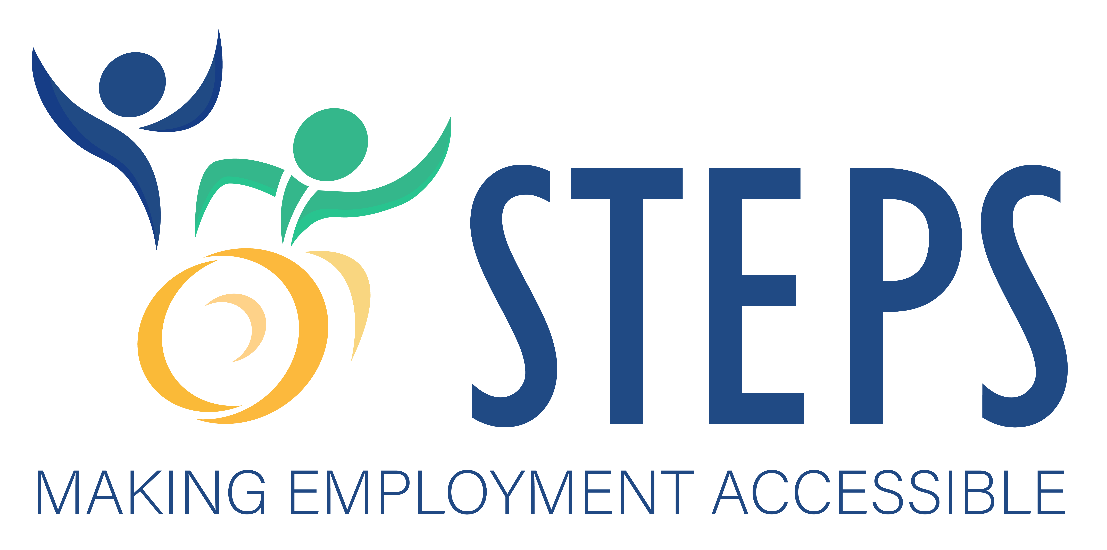 STEPS
MAKING EMPLOYMENT ACCESSIBLE